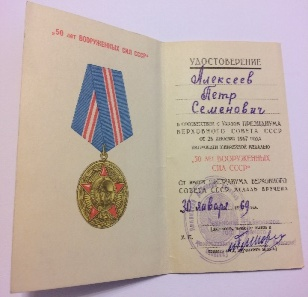 „50 лет ВООРУЖЕННЫХ СИЛ СССР"
УДОСТОВЕРЕНИЕ
Алексеев
Петр
Семенович
В СООТВЕТСТВИИ С УКАЗОМ ПРЕЗИДИУМА
ВЕРХОВНОГО СОВЕТА СССР
ОТ 26 ДЕКАБРЯ 1967 ГОДА
НАГРАЖДЕН ЮБИЛЕЙНОЙ МЕДАЛЬЮ
„50 ЛЕТ ВООРУЖЕННЫХ
СИЛ СССР"
ОТ ИМЕНИ ПРЕЗИДИУМА ВЕРХОВНОГО
СОВЕТА СССР МЕДАЛЬ ВРУЧЕНА
30 января 69
М. П.